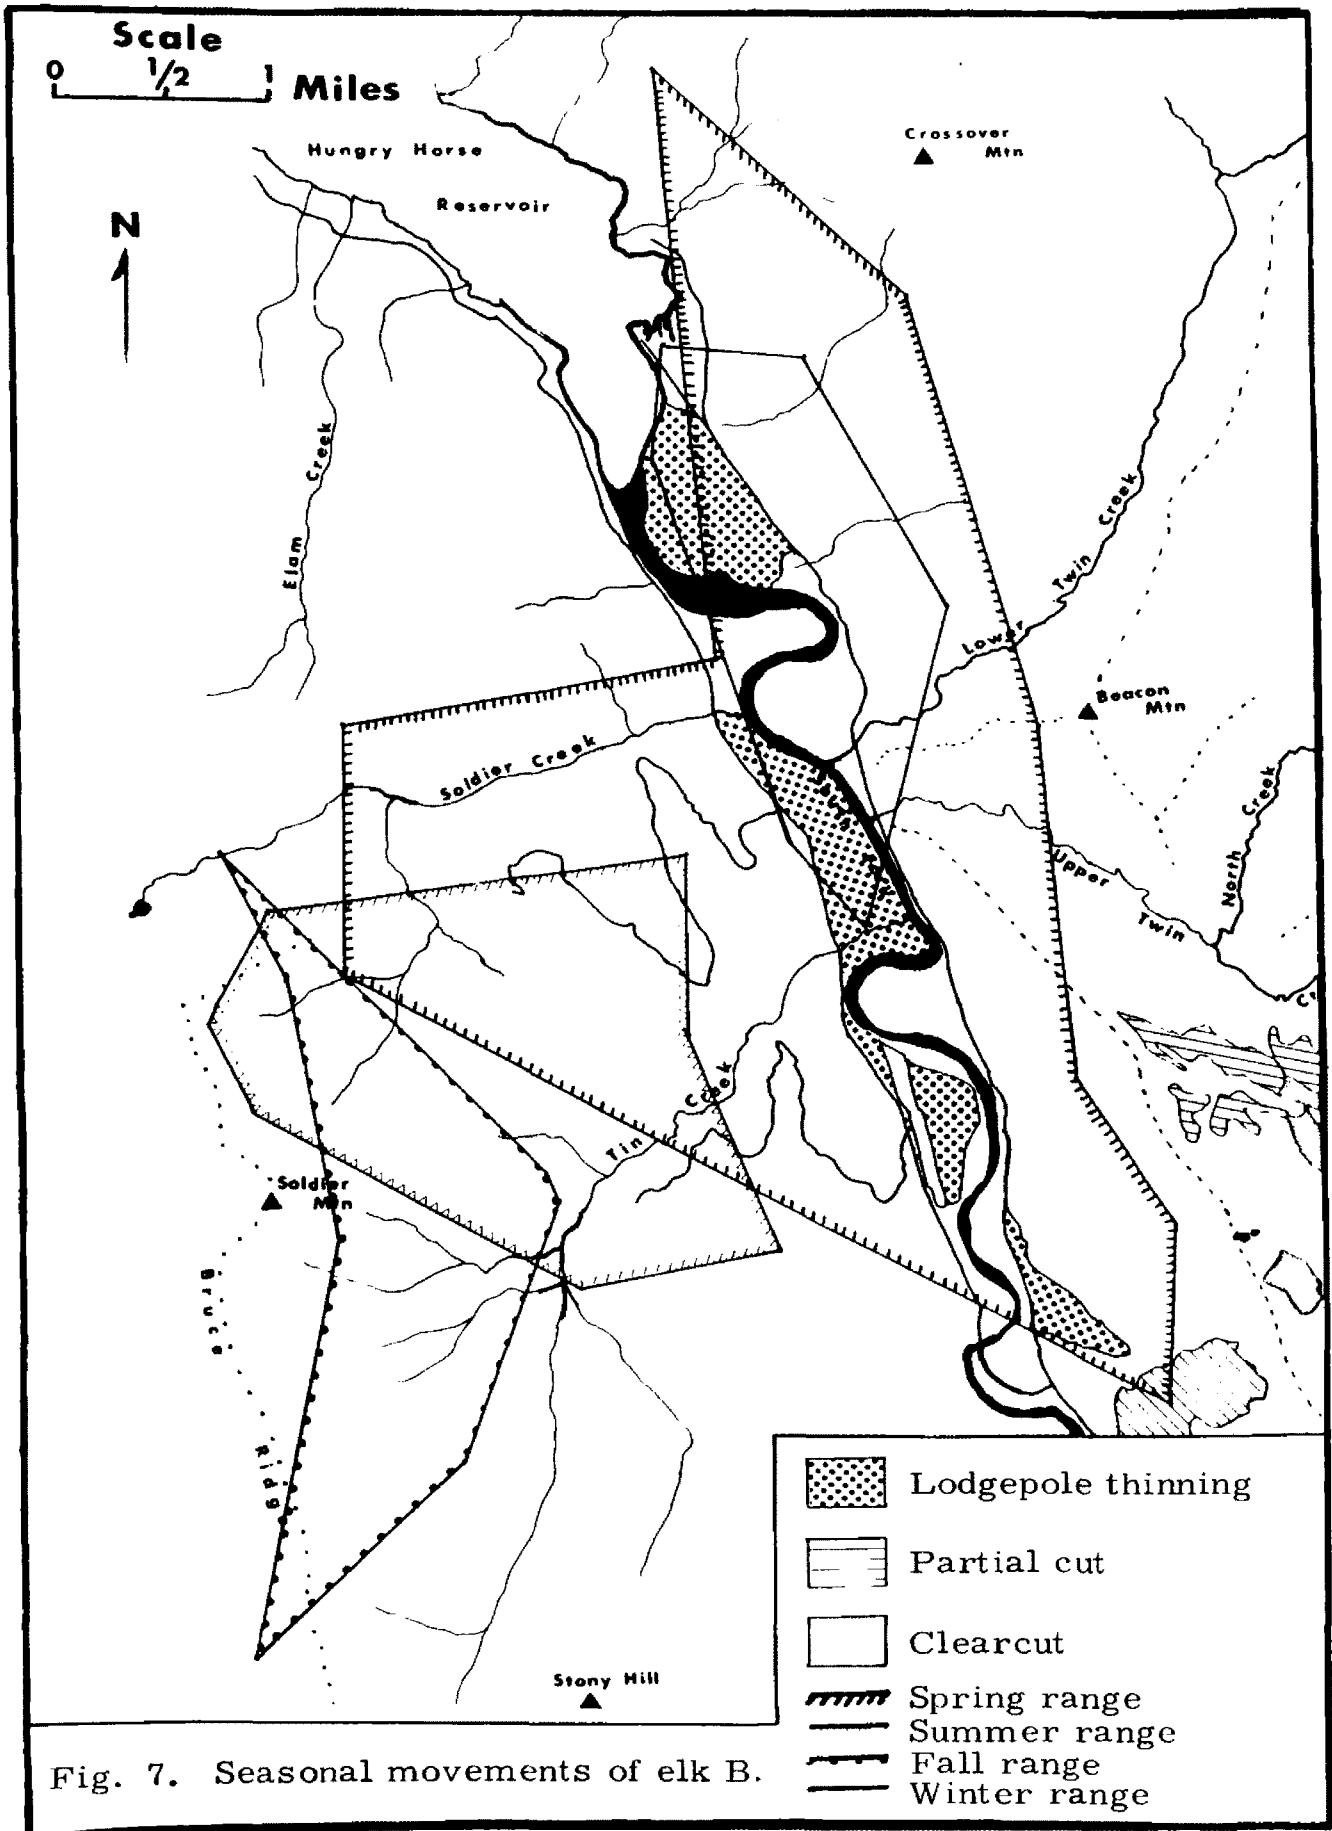 Scale
0 1/2 1 Miles
Hungry Horse
Reservoir
Crossover
Mtn
N
Elam Creek
Lower Twin Creek
Beacon
Mtn
Soldier Creek
Upper Twin
North Creek
Tin Creek
Soldier
Mtn
Bruce
Ridg
Stony Hill
Lodgepole thinning
Partial cut
Clearcut
Spring range
Summer range
Fall range
Winter range
Fig. 7. Seasonal movements of elk B.